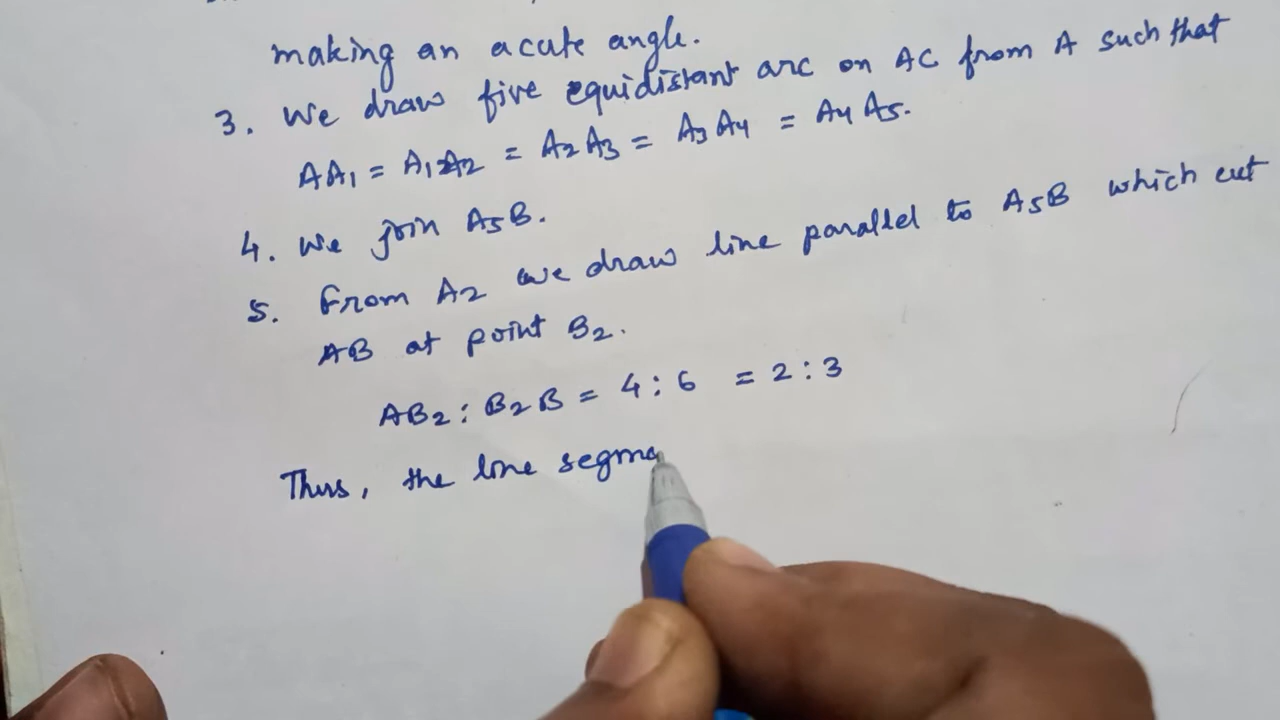 making an acute angle.
3. We draw five equidistant arc on AC from A such that
AA1 = A1A2 = A2A3 = A3A4 = A4A5.
4. We join A5B.
5. From A2 we draw line parallel to A5B which cut
AB at point B2.
AB2 : B2B = 4 : 6 = 2 : 3
Thus, the line segme